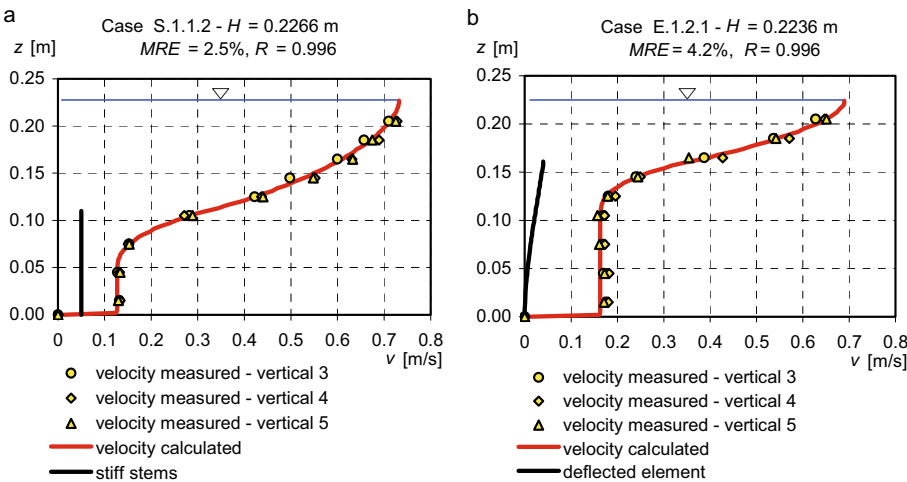 a
Case S.1.1.2 - H = 0.2266 m
MRE = 2.5%, R = 0.996
z [m]
0.25
0.20
0.15
0.10
0.05
0.00
0 0.1 0.2 0.3 0.4 0.5 0.6 0.7 0.8
v [m/s]
velocity measured - vertical 3
velocity measured - vertical 4
velocity measured - vertical 5
velocity calculated
stiff stems
b
Case E.1.2.1 - H = 0.2236 m
MRE = 4.2%, R = 0.996
z [m]
0.25
0.20
0.15
0.10
0.05
0.00
0 0.1 0.2 0.3 0.4 0.5 0.6 0.7 0.8
v [m/s]
velocity measured - vertical 3
velocity measured - vertical 4
velocity measured - vertical 5
velocity calculated
deflected element